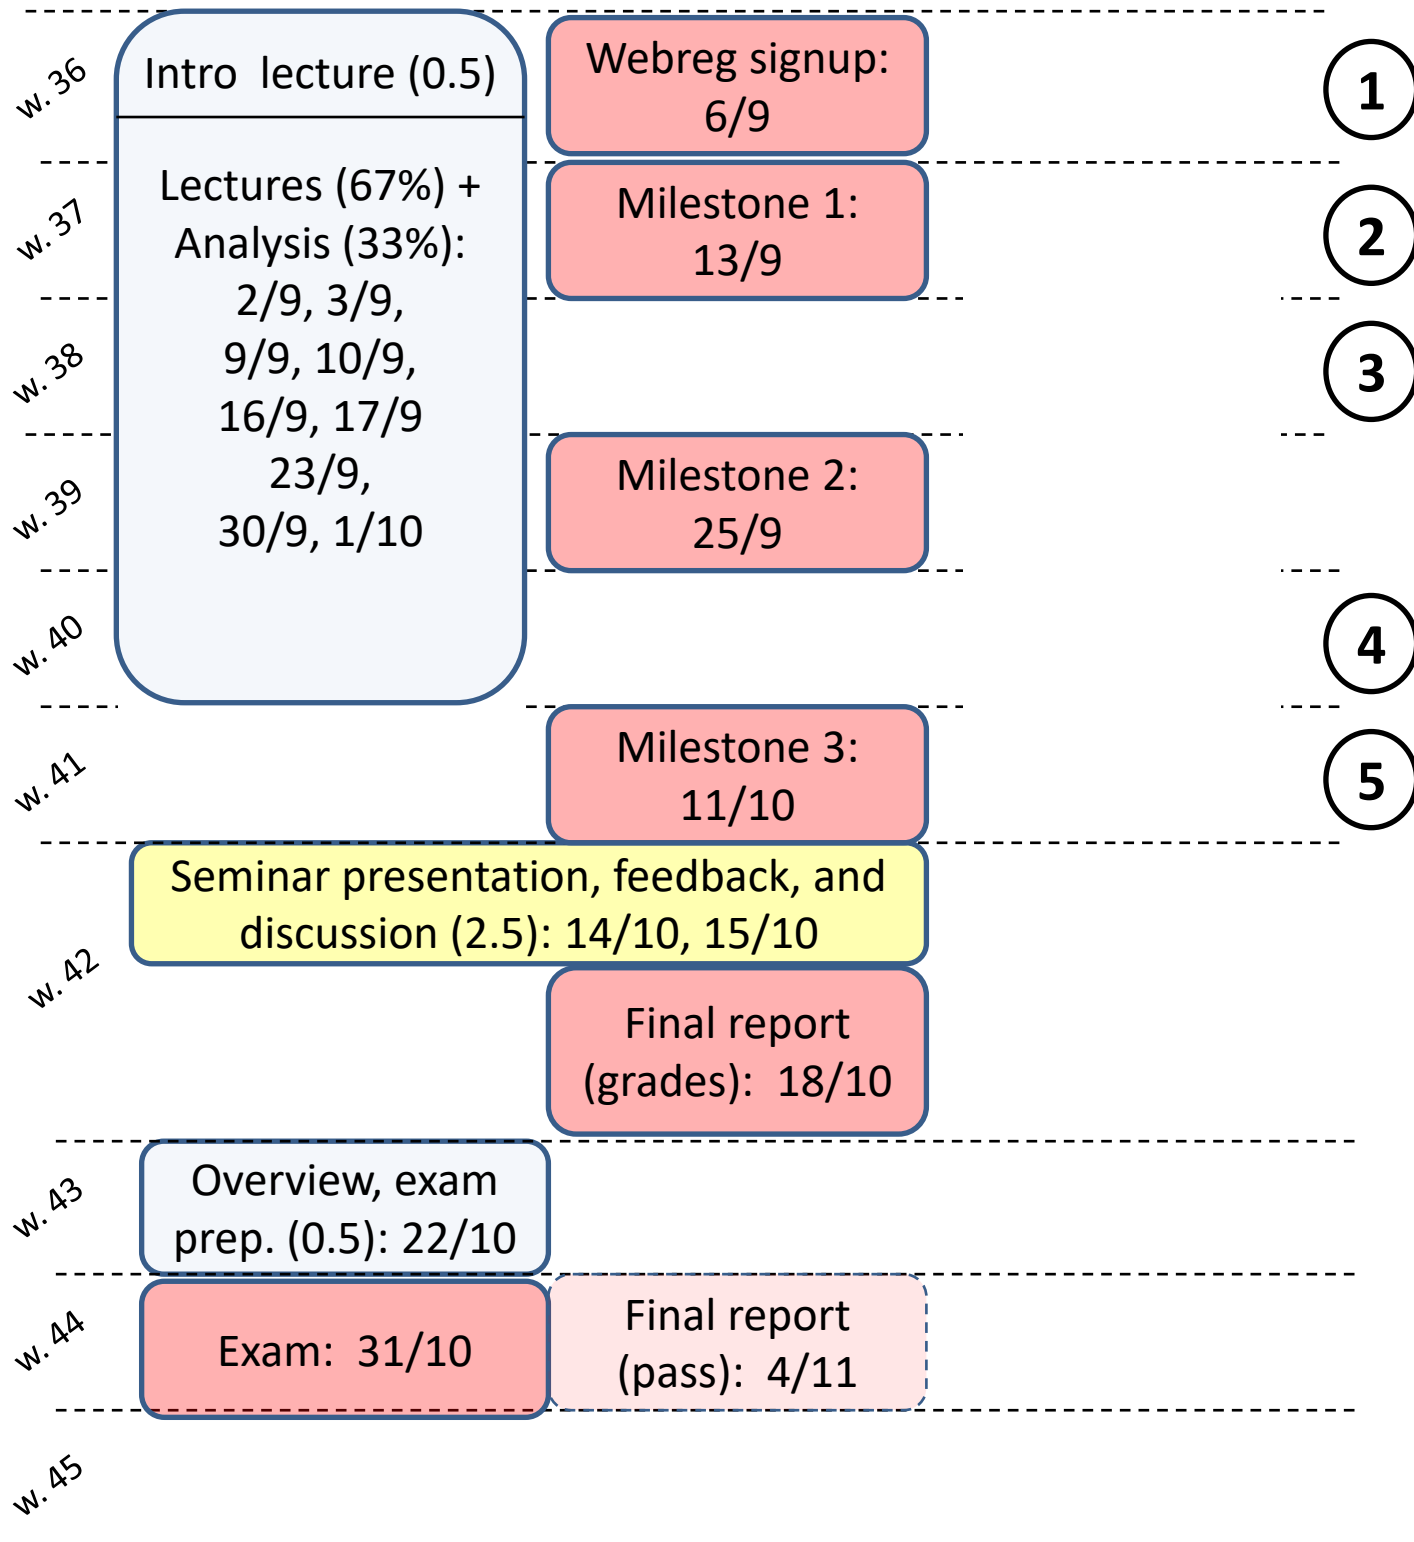 w. 36
Intro lecture (0.5)
Webreg signup:
6/9
1
w. 37
Lectures (67%) +
Analysis (33%):
2/9, 3/9,
9/9, 10/9,
16/9, 17/9
23/9,
30/9, 1/10
Milestone 1:
13/9
2
w. 38
3
w. 39
Milestone 2:
25/9
w. 40
4
w. 41
Milestone 3:
11/10
5
w. 42
Seminar presentation, feedback, and
discussion (2.5): 14/10, 15/10
Final report
(grades): 18/10
w. 43
Overview, exam
prep. (0.5): 22/10
w. 44
Exam: 31/10
Final report
(pass): 4/11
w. 45